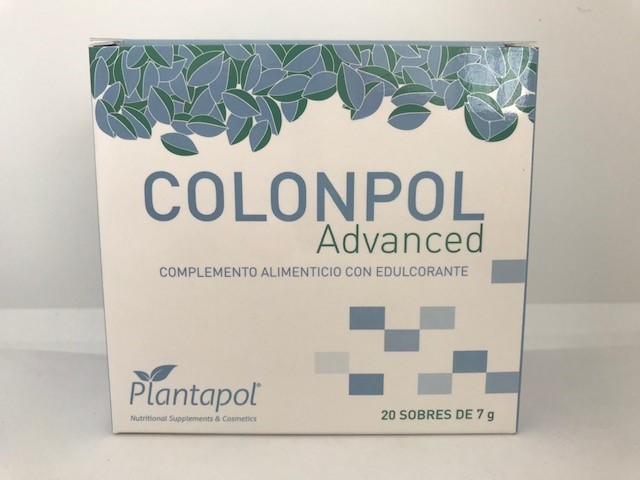 COLONPOL
Advanced
COMPLEMENTO ALIMENTICIO CON EDULCORANTE
Plantapol®
Nutritional Supplements & Cosmetics
20 SOBRES DE 7 g